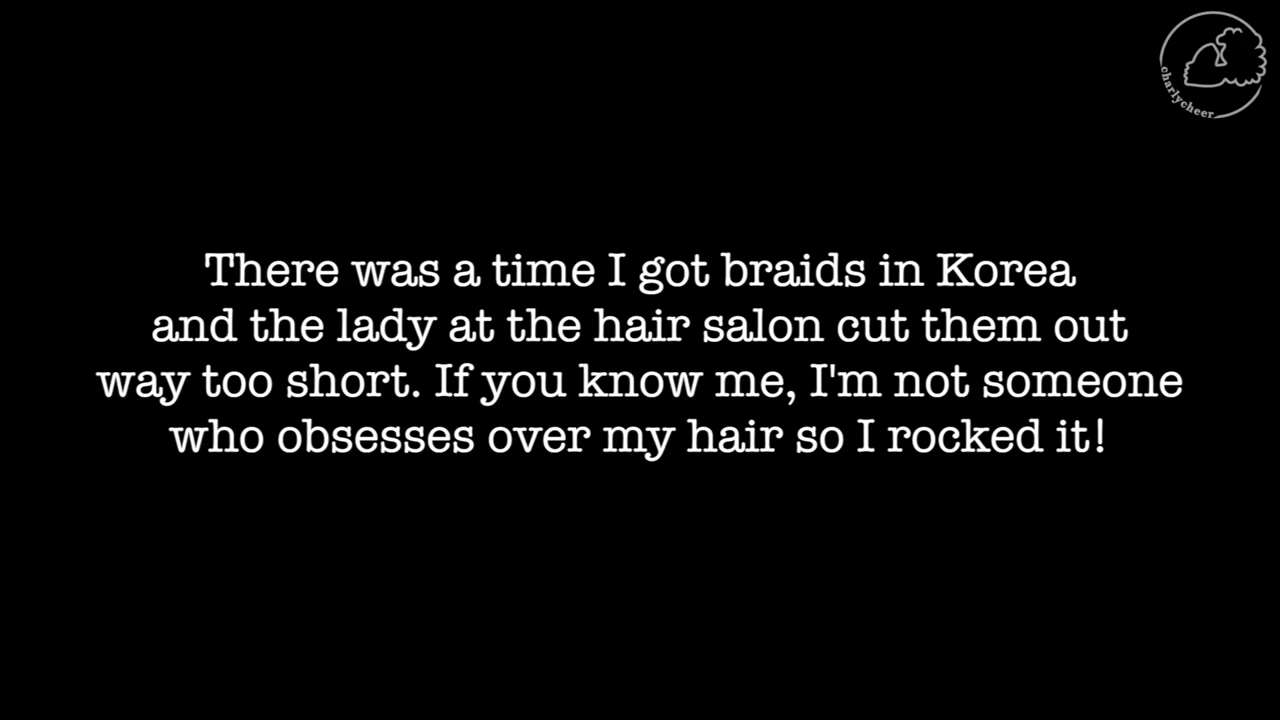 charlycheer
There was a time I got braids in Korea
and the lady at the hair salon cut them out
way too short. If you know me, I'm not someone
who obsesses over my hair so I rocked it!